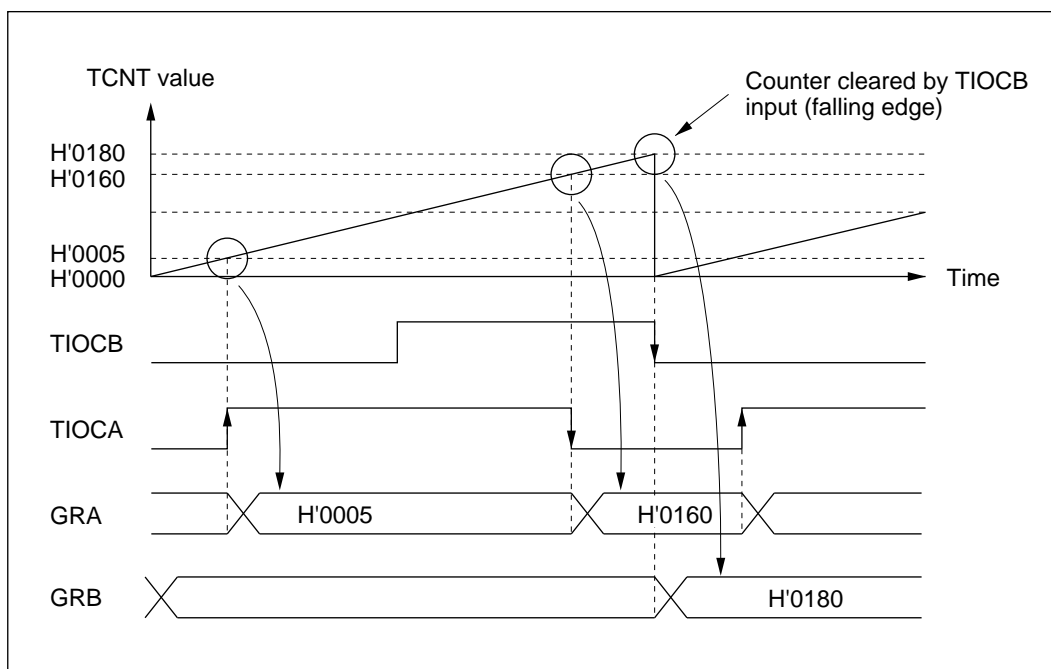 TCNT value
Counter cleared by TIOCB
input (falling edge)
H'0180
H'0160
H'0005
H'0000
Time
TIOCB
TIOCA
GRA
H'0005
H'0160
GRB
H'0180